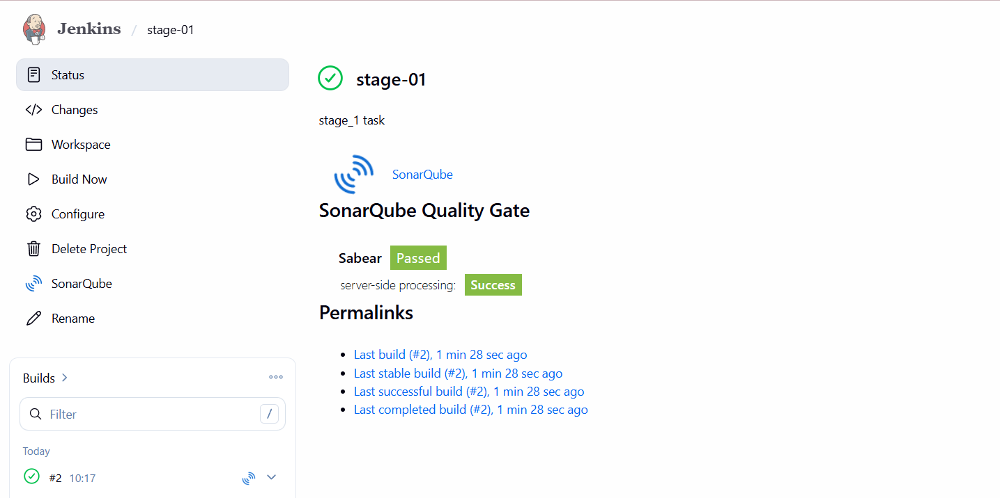 Jenkins / stage-01
Status
Changes
Workspace
Build Now
Configure
Delete Project
SonarQube
Rename
Builds
Filter /
Today
#2 10:17
stage-01
stage_1 task
SonarQube
SonarQube Quality Gate
Sabear Passed
server-side processing: Success
Permalinks
Last build (#2), 1 min 28 sec ago
Last stable build (#2), 1 min 28 sec ago
Last successful build (#2), 1 min 28 sec ago
Last completed build (#2), 1 min 28 sec ago